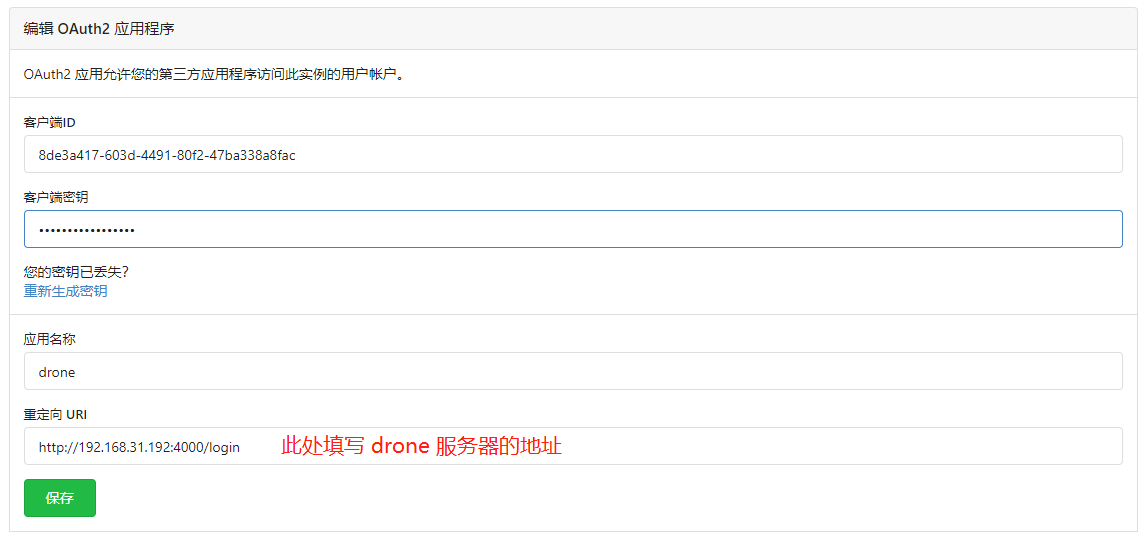 编辑 OAuth2 应用程序
OAuth2 应用允许您的第三方应用程序访问此实例的用户帐户。
客户端ID
8de3a417-603d-4491-80f2-47ba338a8fac
客户端密钥
•••••••••••••••••
您的密钥已丢失？
重新生成密钥
应用名称
drone
重定向 URI
http://192.168.31.192:4000/login 此处填写 drone 服务器的地址
保存